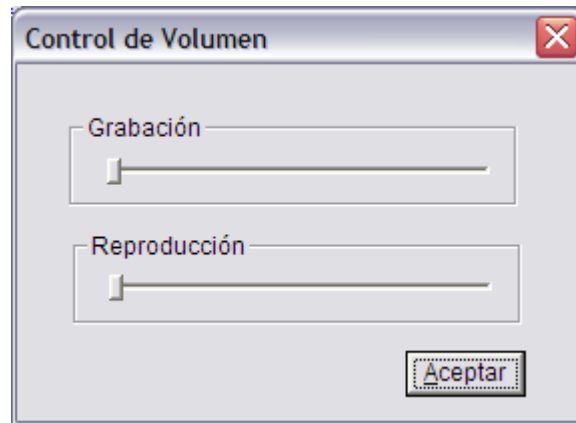 Control de Volumen
Grabación
Reproducción
Aceptar